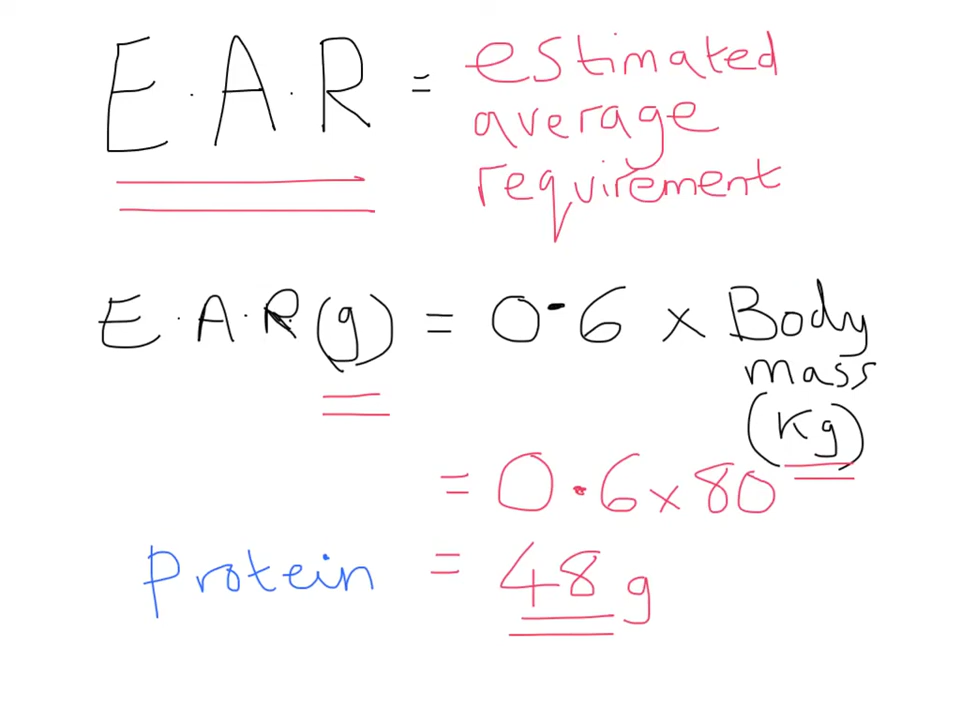 E.A.R = estimated
average
requirement
E.A.R(g) = 0.6 x Body
mass
(Kg)
= 0.6 x 80
Protein = 48 g